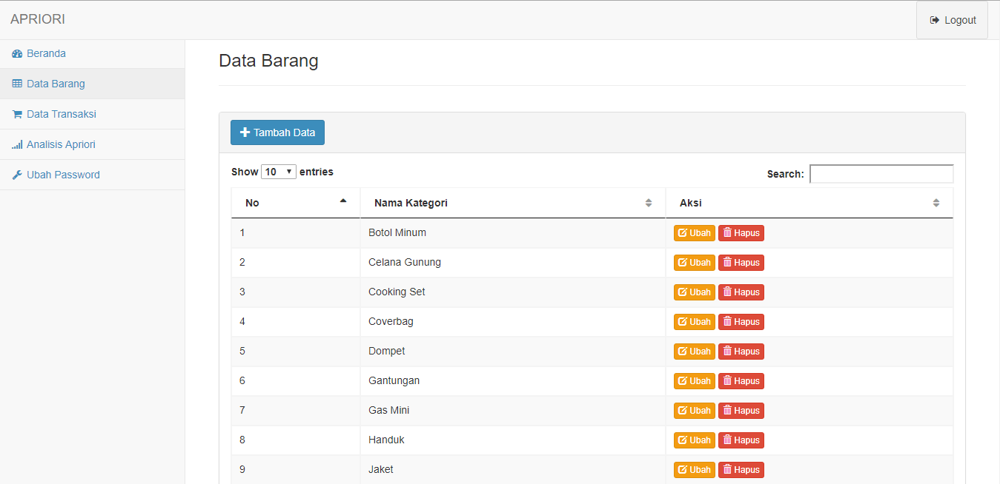 APRIORI
Logout
Beranda
Data Barang
Data Transaksi
Analisis Apriori
Ubah Password
Data Barang
Tambah Data
Show 10 entries
Search:
No Nama Kategori Aksi
1 Botol Minum Ubah Hapus
2 Celana Gunung Ubah Hapus
3 Cooking Set Ubah Hapus
4 Coverbag Ubah Hapus
5 Dompet Ubah Hapus
6 Gantungan Ubah Hapus
7 Gas Mini Ubah Hapus
8 Handuk Ubah Hapus
9 Jaket Ubah Hapus